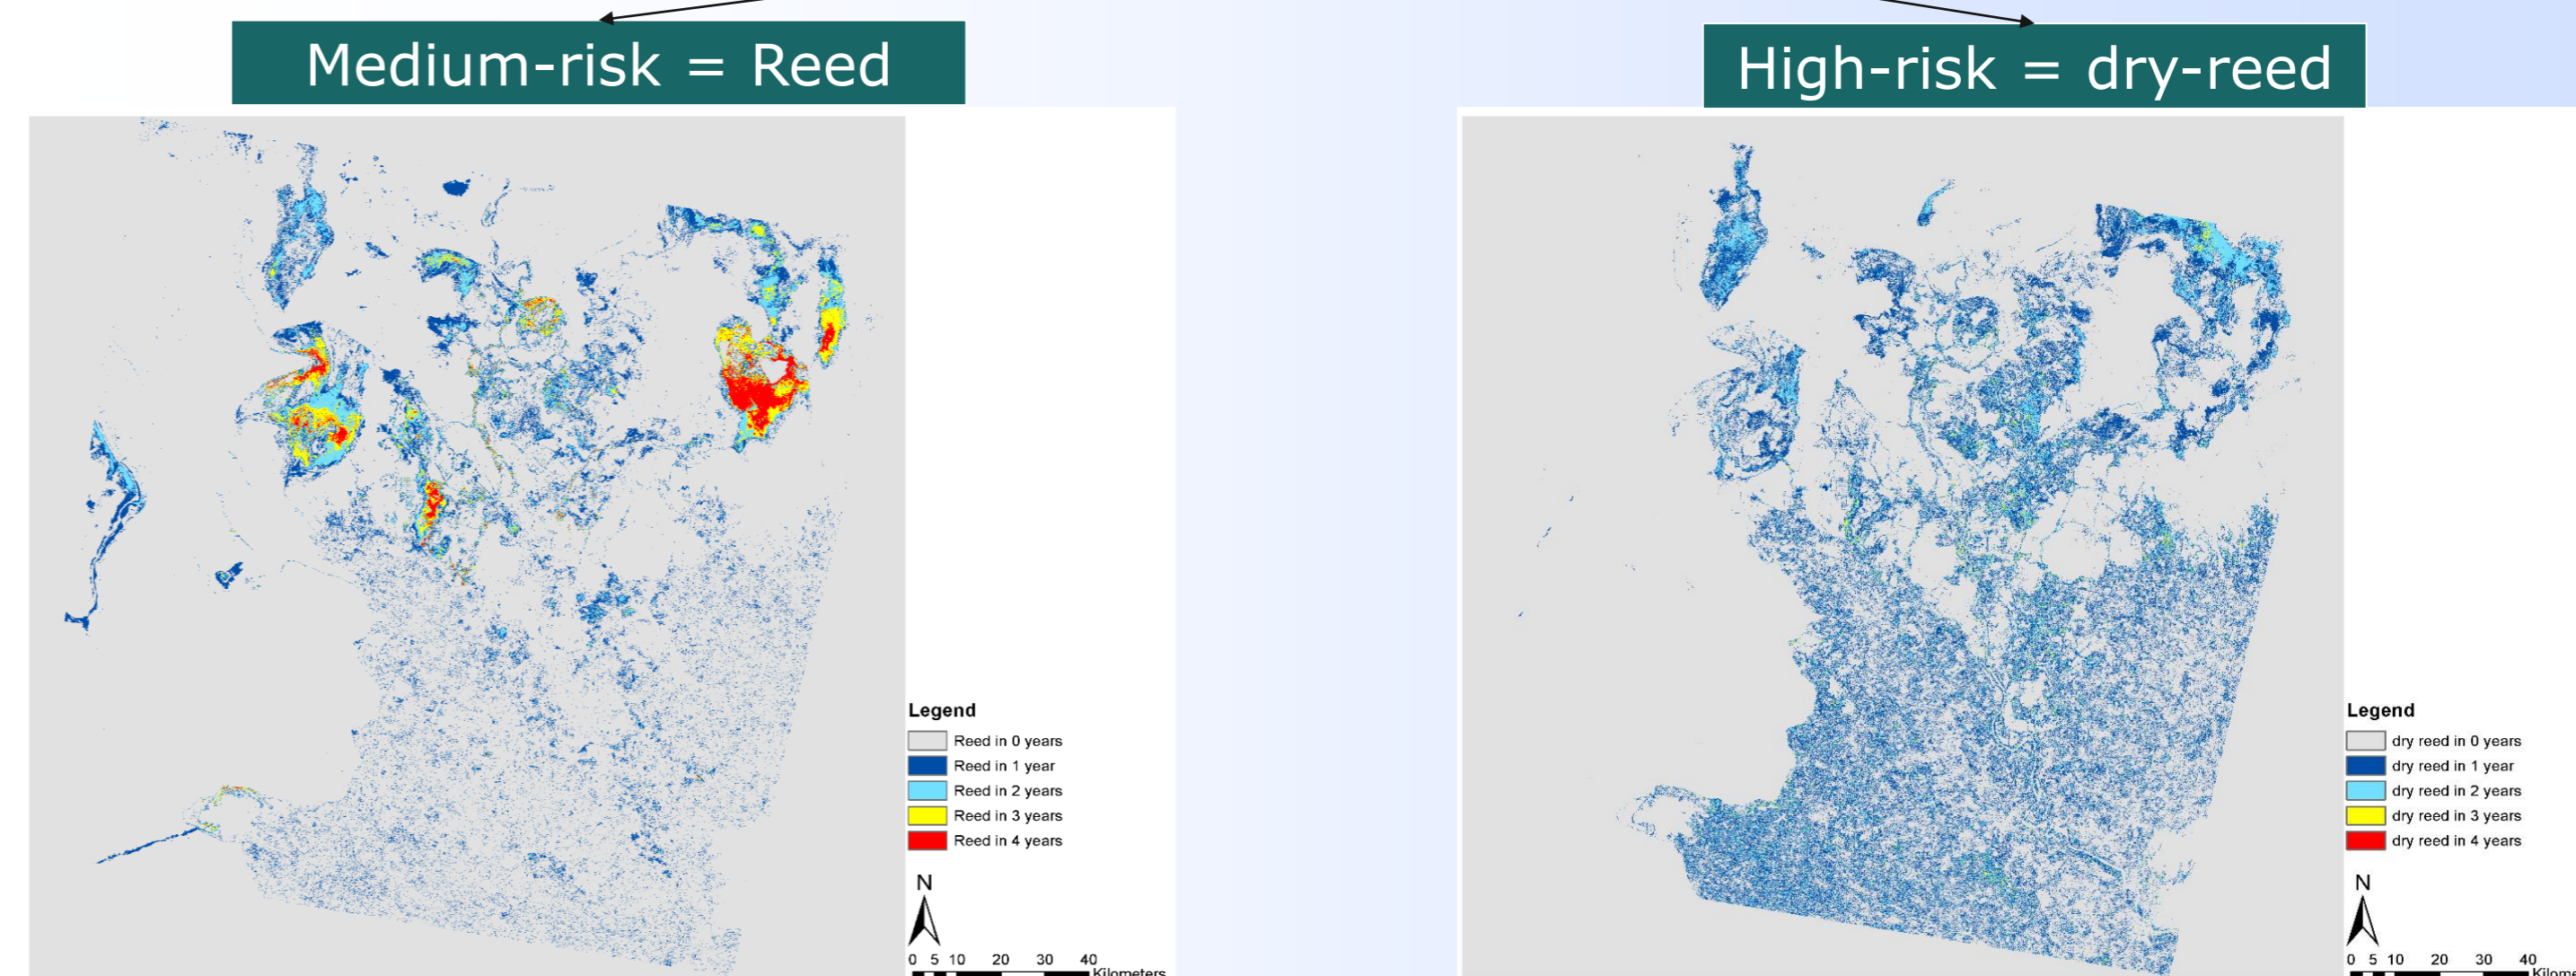 Medium-risk = Reed
Legend
Reed in 0 years
Reed in 1 year
Reed in 2 years
Reed in 3 years
Reed in 4 years
N
0 5 10 20 30 40
Kilometers
High-risk = dry-reed
Legend
dry reed in 0 years
dry reed in 1 year
dry reed in 2 years
dry reed in 3 years
dry reed in 4 years
N
0 5 10 20 30 40